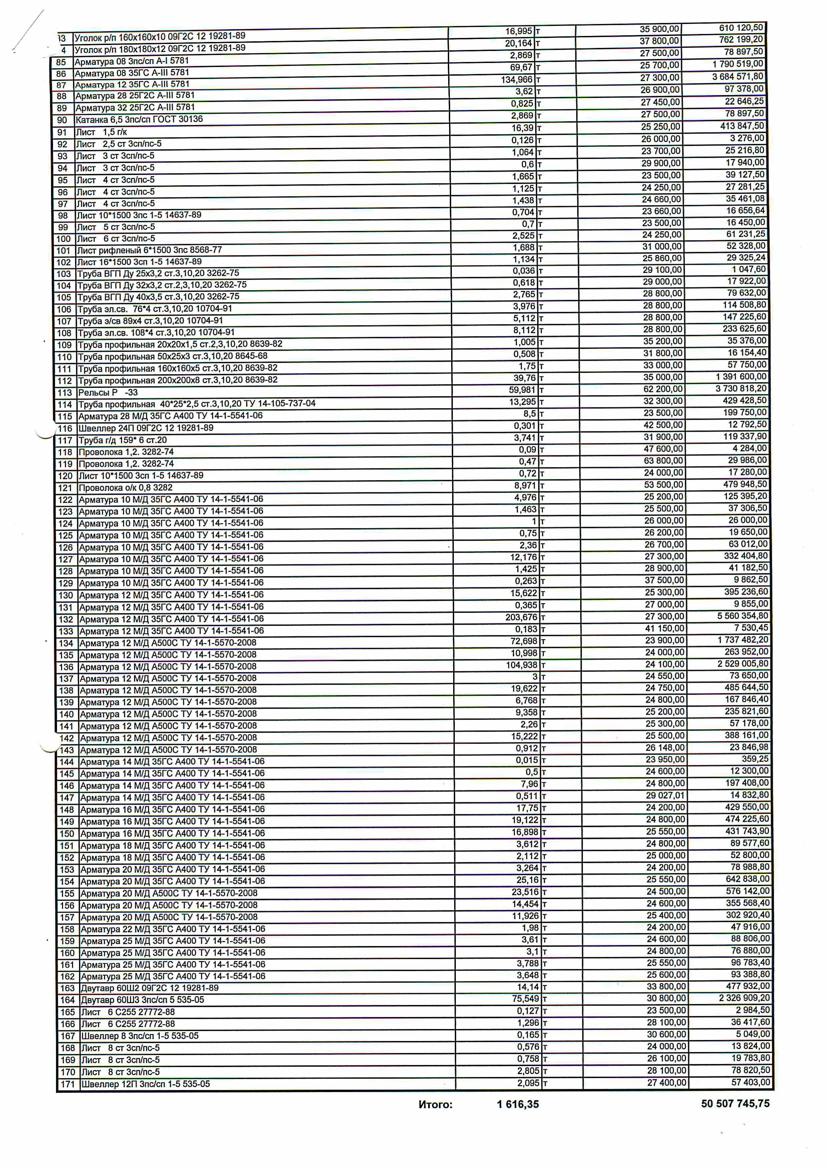 13 Уголок р/п 160х160х10 09Г2С 12 19281-89 16,995 т 35 900,00 610 120,50
4 Уголок р/п 180х180х12 09Г2С 12 19281-89 20,164 т 37 800,00 762 199,20
85 Арматура 08 3пс/сп А-I 5781 2,869 т 27 500,00 78 897,50
86 Арматура 08 35ГС А-III 5781 69,67 т 25 700,00 1 790 519,00
87 Арматура 12 35ГС А-III 5781 134,966 т 27 300,00 3 684 571,80
88 Арматура 28 25Г2С А-III 5781 3,62 т 26 900,00 97 378,00
89 Арматура 32 25Г2С А-III 5781 0,825 т 27 450,00 22 646,25
90 Катанка 6,5 3пс/сп ГОСТ 30136 2,869 т 27 500,00 78 897,50
91 Лист 1,5 г/к 16,39 т 25 250,00 413 847,50
92 Лист 2,5 ст 3сп/пс-5 0,126 т 26 000,00 3 276,00
93 Лист 3 ст 3сп/пс-5 1,064 т 23 700,00 25 216,80
94 Лист 3 ст 3сп/пс-5 0,6 т 29 900,00 17 940,00
95 Лист 4 ст 3сп/пс-5 1,665 т 23 500,00 39 127,50
96 Лист 4 ст 3сп/пс-5 1,125 т 24 250,00 27 281,25
97 Лист 4 ст 3сп/пс-5 1,438 т 24 660,00 35 461,08
98 Лист 10*1500 3пс 1-5 14637-89 0,704 т 23 660,00 16 656,64
99 Лист 5 ст 3сп/пс-5 0,7 т 23 500,00 16 450,00
100 Лист 6 ст 3сп/пс-5 2,525 т 24 250,00 61 231,25
101 Лист рифленый 6*1500 3пс 8568-77 1,688 т 31 000,00 52 328,00
102 Лист 16*1500 3сп 1-5 14637-89 1,134 т 25 860,00 29 325,24
103 Труба ВГП Ду 25х3,2 ст.3,10,20 3262-75 0,036 т 29 100,00 1 047,60
104 Труба ВГП Ду 32х3,2 ст.2,3,10,20 3262-75 0,618 т 29 000,00 17 922,00
105 Труба ВГП Ду 40х3,5 ст.3,10,20 3262-75 2,765 т 28 800,00 79 632,00
106 Труба эл.св. 76*4 ст.3,10,20 10704-91 3,976 т 28 800,00 114 508,80
107 Труба э/св 89х4 ст.3,10,20 10704-91 5,112 т 28 800,00 147 225,60
108 Труба эл.св. 108*4 ст.3,10,20 10704-91 8,112 т 28 800,00 233 625,60
109 Труба профильная 20х20х1,5 ст.2,3,10,20 8639-82 1,005 т 35 200,00 35 376,00
110 Труба профильная 50х25х3 ст.3,10,20 8645-68 0,508 т 31 800,00 16 154,40
111 Труба профильная 160х160х5 ст.3,10,20 8639-82 1,75 т 33 000,00 57 750,00
112 Труба профильная 200х200х8 ст.3,10,20 8639-82 39,76 т 35 000,00 1 391 600,00
113 Рельсы Р -33 59,981 т 62 200,00 3 730 818,20
114 Труба профильная 40*25*2,5 ст.3,10,20 ТУ 14-105-737-04 13,295 т 32 300,00 429 428,50
115 Арматура 28 М/Д 35ГС А400 ТУ 14-1-5541-06 8,5 т 23 500,00 199 750,00
116 Швеллер 24П 09Г2С 12 19281-89 0,301 т 42 500,00 12 792,50
117 Труба г/д 159* 6 ст.20 3,741 т 31 900,00 119 337,90
118 Проволока 1,2. 3282-74 0,09 т 47 600,00 4 284,00
119 Проволока 1,2. 3282-74 0,47 т 63 800,00 29 986,00
120 Лист 10*1500 3сп 1-5 14637-89 0,72 т 24 000,00 17 280,00
121 Проволока о/к 0,8 3282 8,971 т 53 500,00 479 948,50
122 Арматура 10 М/Д 35ГС А400 ТУ 14-1-5541-06 4,976 т 25 200,00 125 395,20
123 Арматура 10 М/Д 35ГС А400 ТУ 14-1-5541-06 1,463 т 25 500,00 37 306,50
124 Арматура 10 М/Д 35ГС А400 ТУ 14-1-5541-06 1 т 26 000,00 26 000,00
125 Арматура 10 М/Д 35ГС А400 ТУ 14-1-5541-06 0,75 т 26 200,00 19 650,00
126 Арматура 10 М/Д 35ГС А400 ТУ 14-1-5541-06 2,36 т 26 700,00 63 012,00
127 Арматура 10 М/Д 35ГС А400 ТУ 14-1-5541-06 12,176 т 27 300,00 332 404,80
128 Арматура 10 М/Д 35ГС А400 ТУ 14-1-5541-06 1,425 т 28 900,00 41 182,50
129 Арматура 10 М/Д 35ГС А400 ТУ 14-1-5541-06 0,263 т 37 500,00 9 862,50
130 Арматура 12 М/Д 35ГС А400 ТУ 14-1-5541-06 15,622 т 25 300,00 395 236,60
131 Арматура 12 М/Д 35ГС А400 ТУ 14-1-5541-06 0,365 т 27 000,00 9 855,00
132 Арматура 12 М/Д 35ГС А400 ТУ 14-1-5541-06 203,676 т 27 300,00 5 560 354,80
133 Арматура 12 М/Д 35ГС А400 ТУ 14-1-5541-06 0,183 т 41 150,00 7 530,45
134 Арматура 12 М/Д А500С ТУ 14-1-5570-2008 72,698 т 23 900,00 1 737 482,20
135 Арматура 12 М/Д А500С ТУ 14-1-5570-2008 10,998 т 24 000,00 263 952,00
136 Арматура 12 М/Д А500С ТУ 14-1-5570-2008 104,938 т 24 100,00 2 529 005,80
137 Арматура 12 М/Д А500С ТУ 14-1-5570-2008 3 т 24 550,00 73 650,00
138 Арматура 12 М/Д А500С ТУ 14-1-5570-2008 19,622 т 24 750,00 485 644,50
139 Арматура 12 М/Д А500С ТУ 14-1-5570-2008 6,768 т 24 800,00 167 846,40
140 Арматура 12 М/Д А500С ТУ 14-1-5570-2008 9,358 т 25 200,00 235 821,60
141 Арматура 12 М/Д А500С ТУ 14-1-5570-2008 2,26 т 25 300,00 57 178,00
142 Арматура 12 М/Д А500С ТУ 14-1-5570-2008 15,222 т 25 500,00 388 161,00
143 Арматура 12 М/Д А500С ТУ 14-1-5570-2008 0,912 т 26 148,00 23 846,98
144 Арматура 14 М/Д 35ГС А400 ТУ 14-1-5541-06 0,015 т 23 950,00 359,25
145 Арматура 14 М/Д 35ГС А400 ТУ 14-1-5541-06 0,5 т 24 600,00 12 300,00
146 Арматура 14 М/Д 35ГС А400 ТУ 14-1-5541-06 7,96 т 24 800,00 197 408,00
147 Арматура 14 М/Д 35ГС А400 ТУ 14-1-5541-06 0,511 т 29 027,01 14 832,80
148 Арматура 16 М/Д 35ГС А400 ТУ 14-1-5541-06 17,75 т 24 200,00 429 550,00
149 Арматура 16 М/Д 35ГС А400 ТУ 14-1-5541-06 19,122 т 24 800,00 474 225,60
150 Арматура 16 М/Д 35ГС А400 ТУ 14-1-5541-06 16,898 т 25 550,00 431 743,90
151 Арматура 18 М/Д 35ГС А400 ТУ 14-1-5541-06 3,612 т 24 800,00 89 577,60
152 Арматура 18 М/Д 35ГС А400 ТУ 14-1-5541-06 2,112 т 25 000,00 52 800,00
153 Арматура 20 М/Д 35ГС А400 ТУ 14-1-5541-06 3,264 т 24 200,00 78 988,80
154 Арматура 20 М/Д 35ГС А400 ТУ 14-1-5541-06 25,16 т 25 550,00 642 838,00
155 Арматура 20 М/Д А500С ТУ 14-1-5570-2008 23,516 т 24 500,00 576 142,00
156 Арматура 20 М/Д А500С ТУ 14-1-5570-2008 14,454 т 24 600,00 355 568,40
157 Арматура 20 М/Д А500С ТУ 14-1-5570-2008 11,926 т 25 400,00 302 920,40
158 Арматура 22 М/Д 35ГС А400 ТУ 14-1-5541-06 1,98 т 24 200,00 47 916,00
159 Арматура 25 М/Д 35ГС А400 ТУ 14-1-5541-06 3,61 т 24 600,00 88 806,00
160 Арматура 25 М/Д 35ГС А400 ТУ 14-1-5541-06 3,1 т 24 800,00 76 880,00
161 Арматура 25 М/Д 35ГС А400 ТУ 14-1-5541-06 3,788 т 25 550,00 96 783,40
162 Арматура 25 М/Д 35ГС А400 ТУ 14-1-5541-06 3,648 т 25 600,00 93 388,80
163 Двутавр 60Ш2 09Г2С 12 19281-89 14,14 т 33 800,00 477 932,00
164 Двутавр 60Ш3 3пс/сп 5 535-05 75,549 т 30 800,00 2 326 909,20
165 Лист 6 С255 27772-88 0,127 т 23 500,00 2 984,50
166 Лист 6 С255 27772-88 1,296 т 28 100,00 36 417,60
167 Швеллер 8 3пс/сп 1-5 535-05 0,165 т 30 600,00 5 049,00
168 Лист 8 ст 3сп/пс-5 0,576 т 24 000,00 13 824,00
169 Лист 8 ст 3сп/пс-5 0,758 т 26 100,00 19 783,80
170 Лист 8 ст 3сп/пс-5 2,805 т 28 100,00 78 820,50
171 Швеллер 12П 3пс/сп 1-5 535-05 2,095 т 27 400,00 57 403,00
Итого: 1 616,35 50 507 745,75